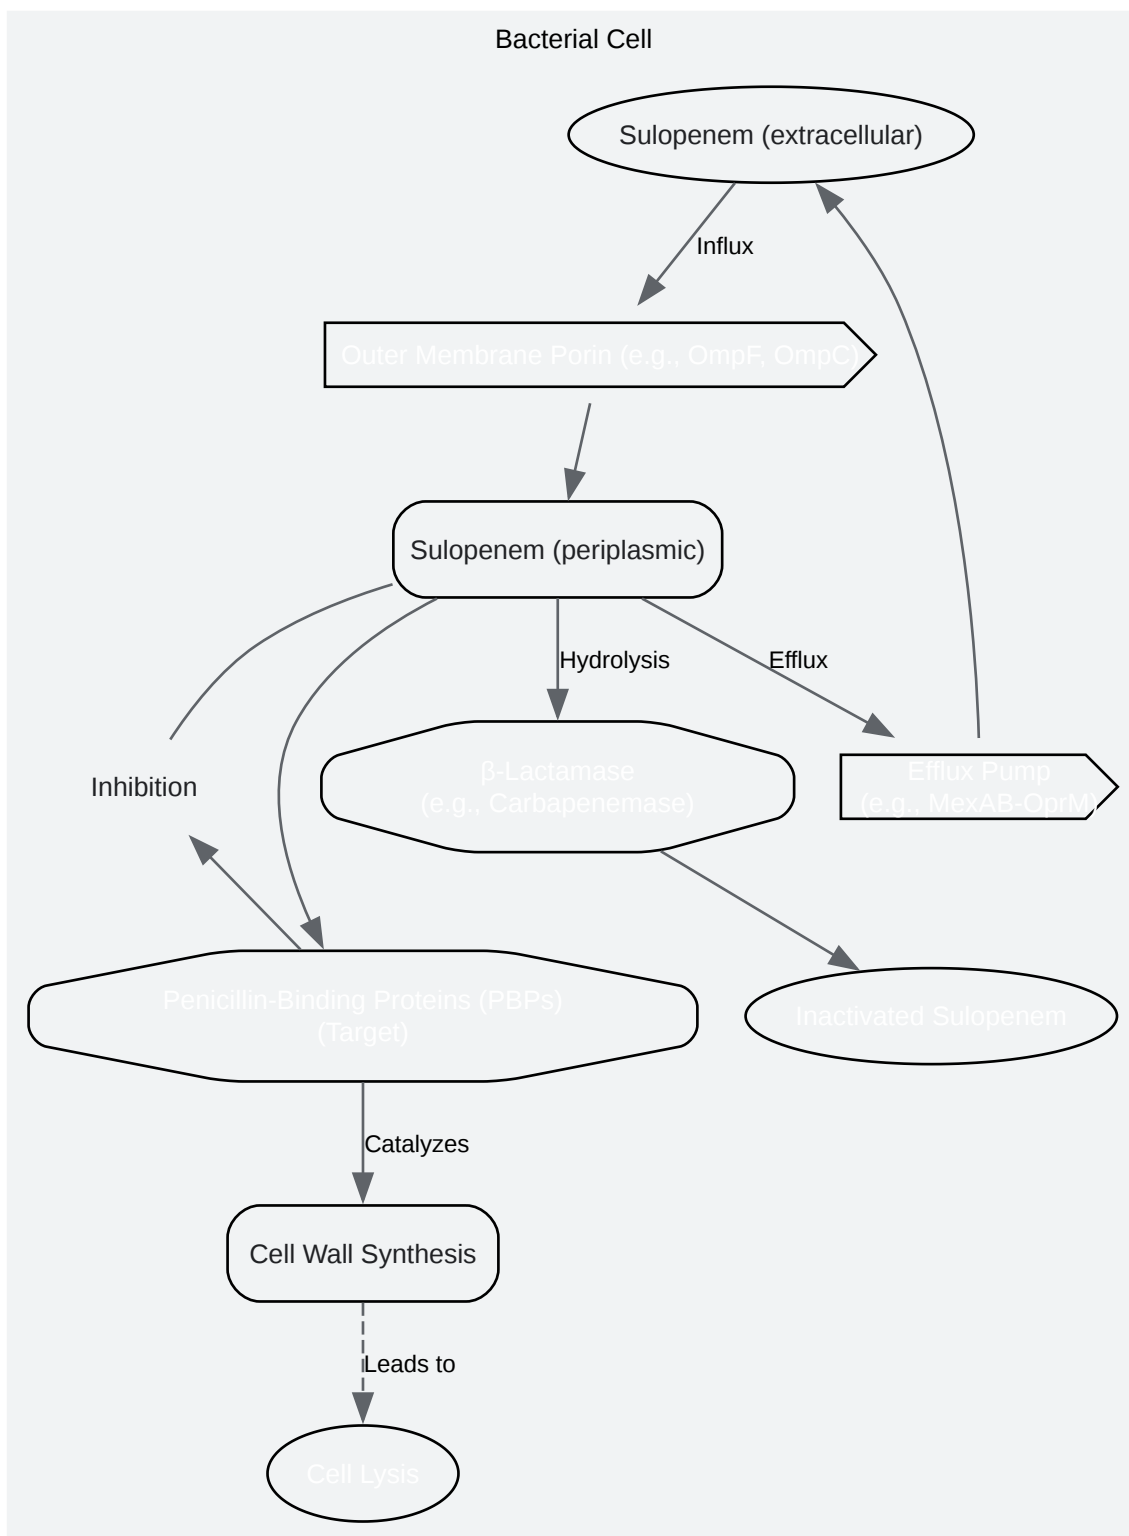 Bacterial Cell
Sulopenem (extracellular)
Influx
Outer Membrane Porin (e.g., OmpF, OmpC)
Sulopenem (periplasmic)
Hydrolysis
Efflux
Inhibition
β-Lactamase
(e.g., Carbapenemase)
Efflux Pump
(e.g., MexAB-OprM)
Penicillin-Binding Proteins (PBPs)
(Target)
Inactivated Sulopenem
Catalyzes
Cell Wall Synthesis
Leads to
Cell Lysis